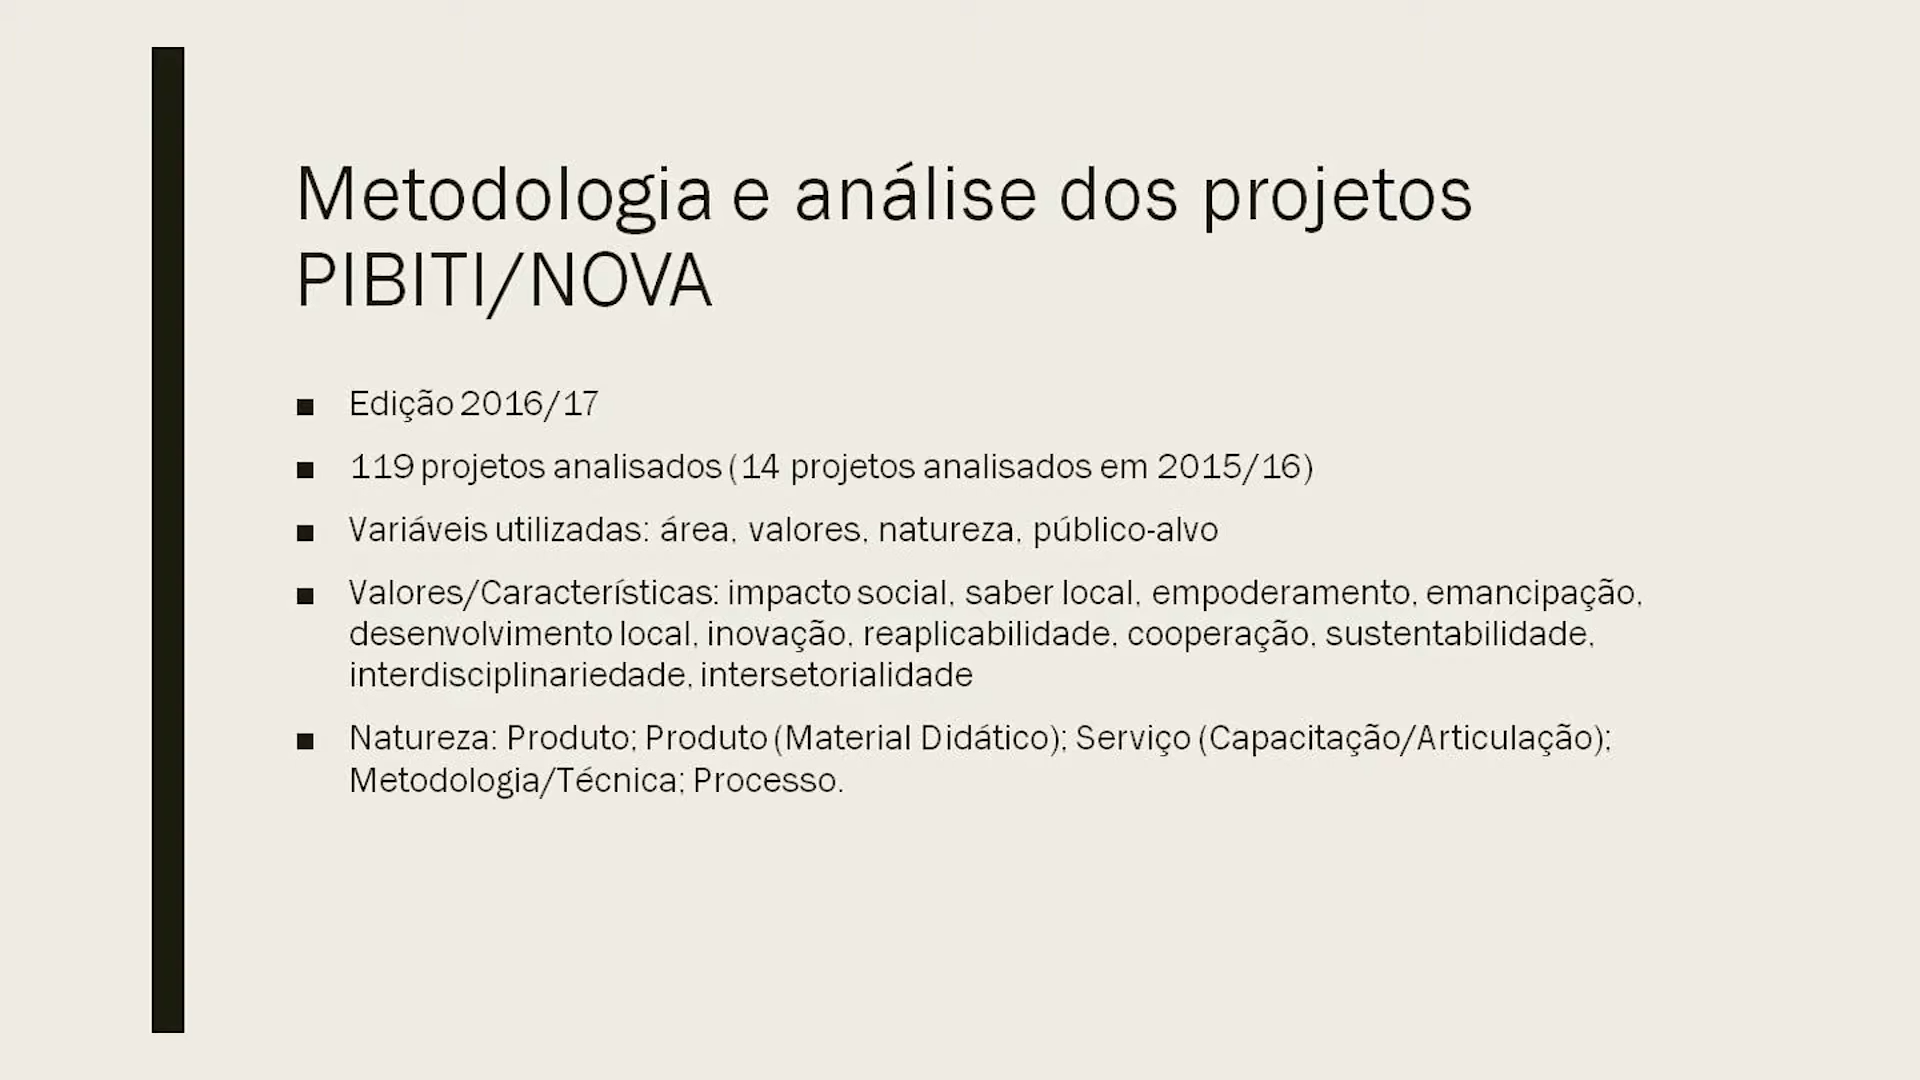 Metodologia e análise dos projetos
PIBITI/NOVA
■ Edição 2016/17
■ 119 projetos analisados (14 projetos analisados em 2015/16)
■ Variáveis utilizadas: área, valores, natureza, público-alvo
■ Valores/Características: impacto social, saber local, empoderamento, emancipação,
desenvolvimento local, inovação, reaplicabilidade, cooperação, sustentabilidade,
interdisciplinariedade, intersetorialidade
■ Natureza: Produto; Produto (Material Didático); Serviço (Capacitação/Articulação);
Metodologia/Técnica; Processo.